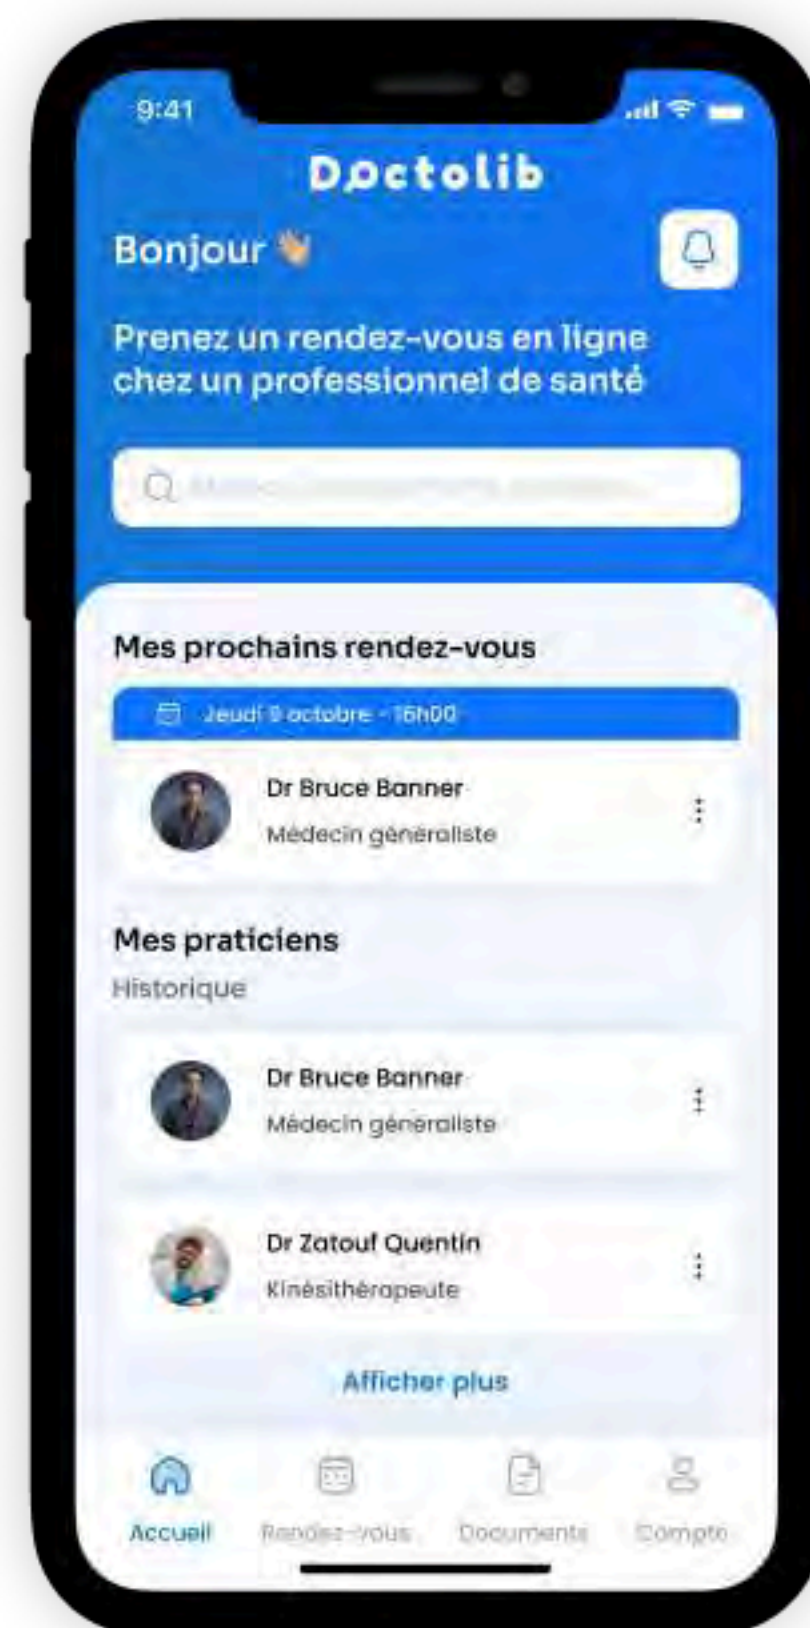 9:41
Doctolib
Bonjour 👋
Prenez un rendez-vous en ligne
chez un professionnel de santé
Mes prochains rendez-vous
Jeudi 9 octobre - 16h00
Dr Bruce Banner
Médecin généraliste
Mes praticiens
Historique
Dr Bruce Banner
Médecin généraliste
Dr Zatouf Quentin
Kinésithérapeute
Afficher plus
Accueil Rendez-vous Documents Compte